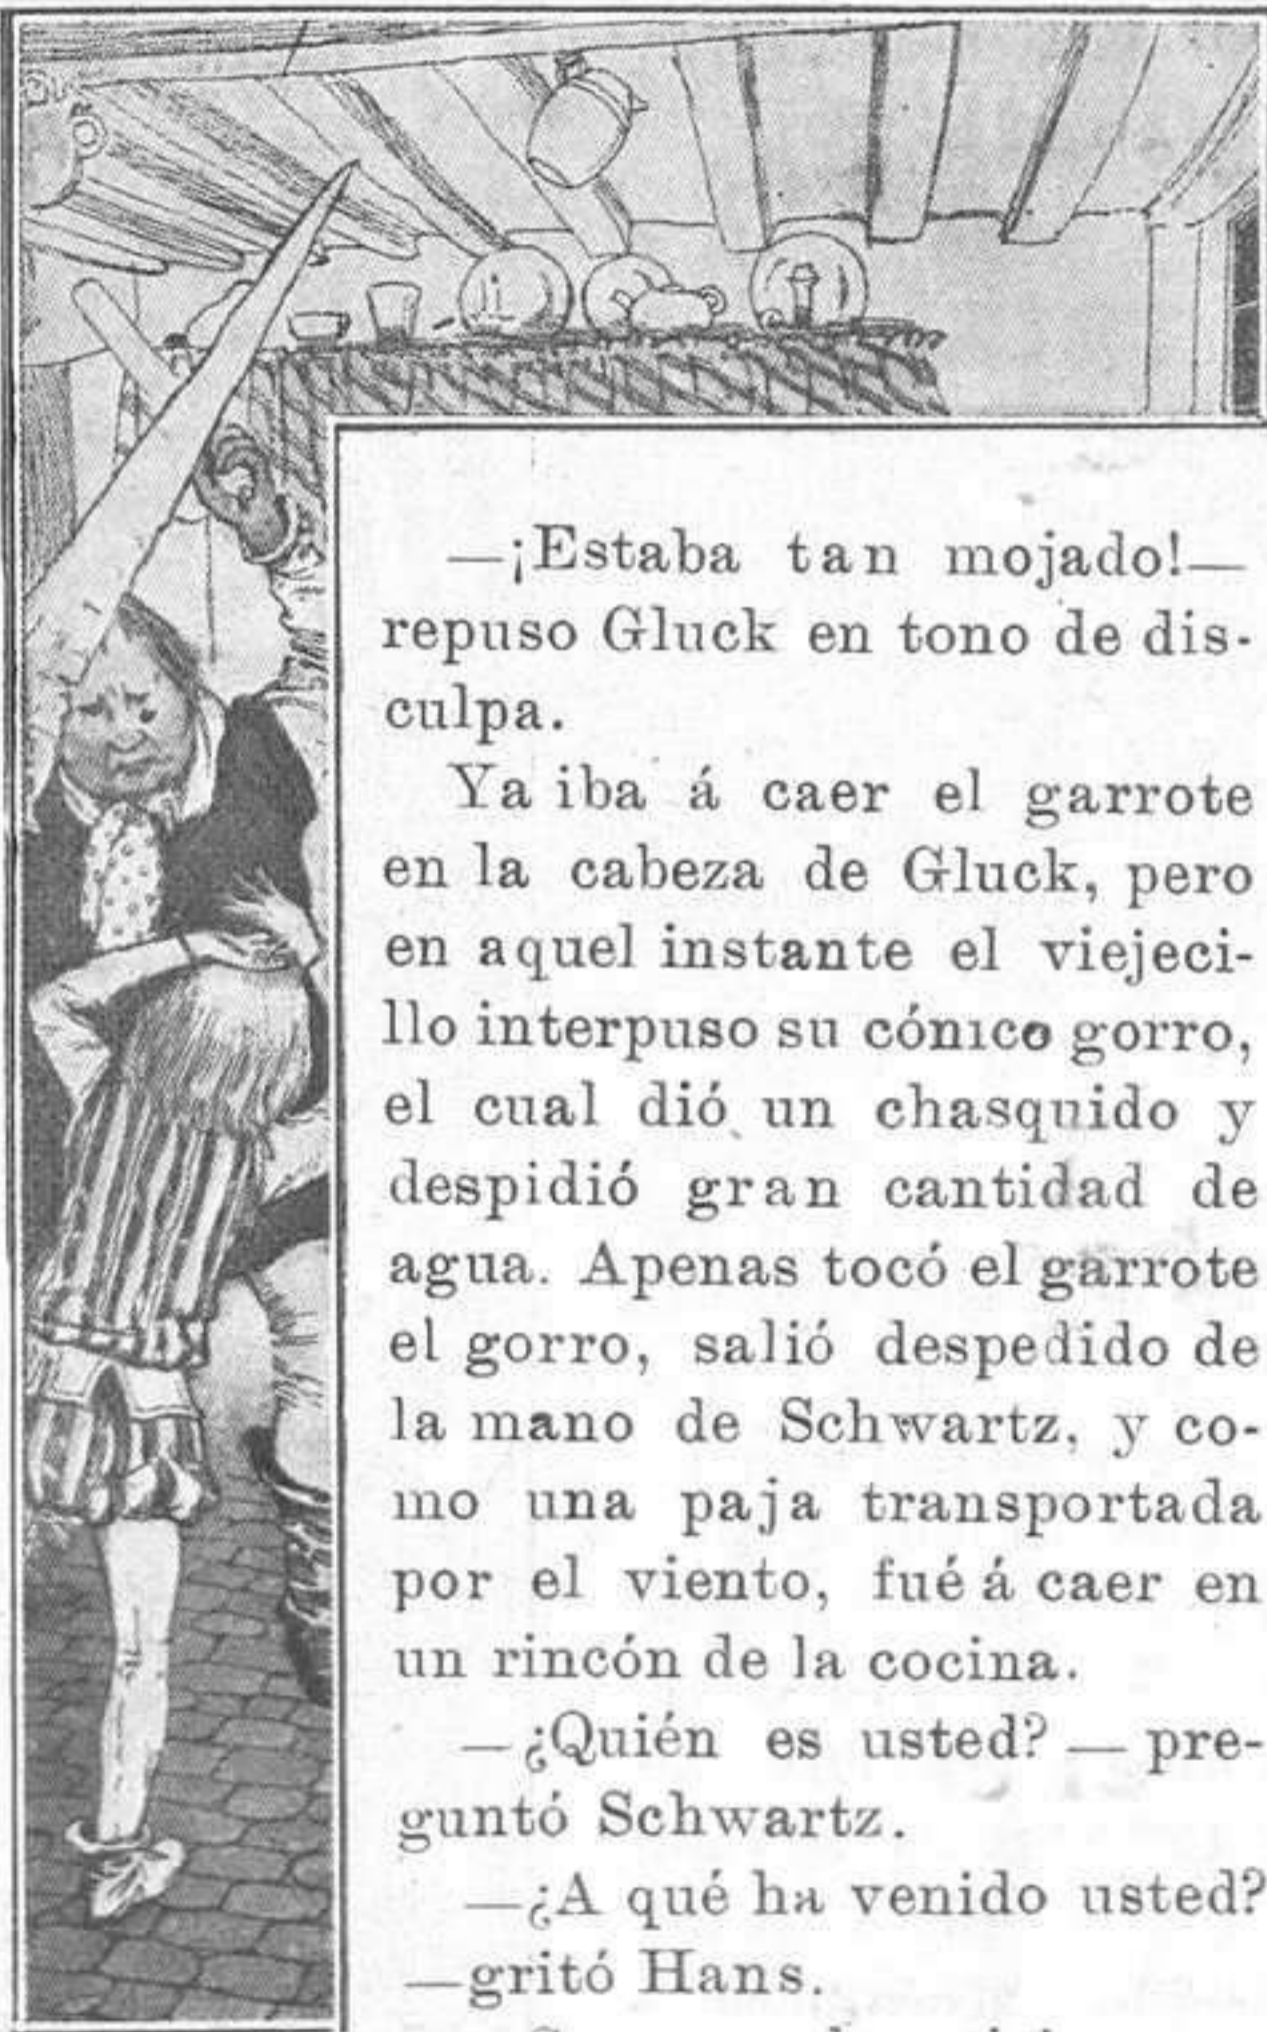 —¡Estaba tan mojado!—
repuso Gluck en tono de dis-
culpa.
Ya iba á caer el garrote
en la cabeza de Gluck, pero
en aquel instante el viejeci-
llo interpuso su cónico gorro,
el cual dió un chasquido y
despidió gran cantidad de
agua. Apenas tocó el garrote
el gorro, salió despedido de
la mano de Schwartz, y co-
mo una paja transportada
por el viento, fué á caer en
un rincón de la cocina.
—¿Quién es usted?—pre-
guntó Schwartz.
—¿A qué ha venido usted?
—gritó Hans.